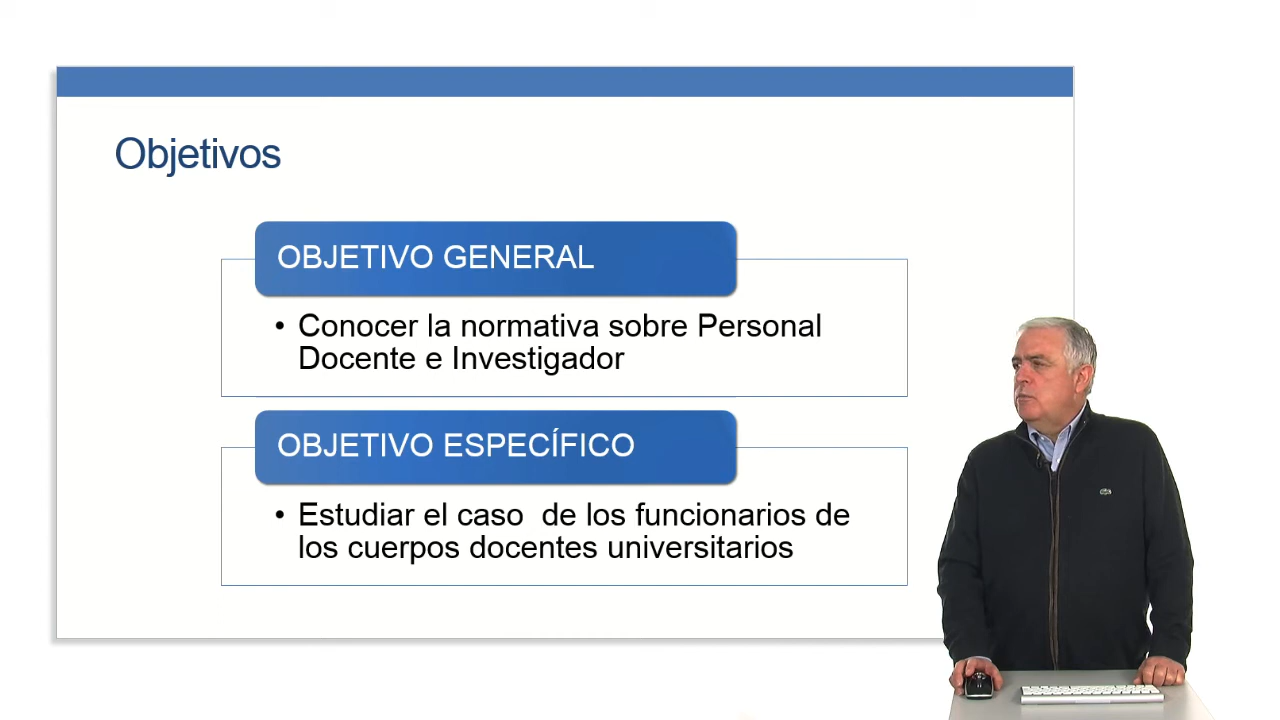 Objetivos
OBJETIVO GENERAL
• Conocer la normativa sobre Personal
Docente e Investigador
OBJETIVO ESPECÍFICO
• Estudiar el caso  de los funcionarios de
los cuerpos docentes universitarios